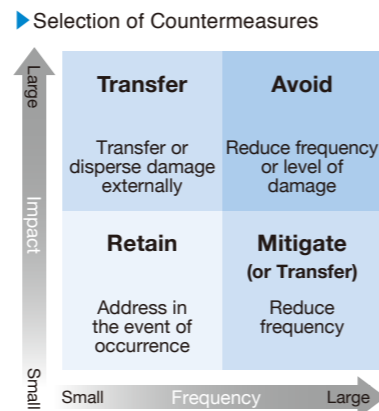 ▶Selection of Countermeasures
Large
Impact
Small
Transfer
Transfer or
disperse damage
externally
Avoid
Reduce frequency
or level of
damage
Retain
Address in
the event of
occurrence
Mitigate
(or Transfer)
Reduce
frequency
Small Frequency Large